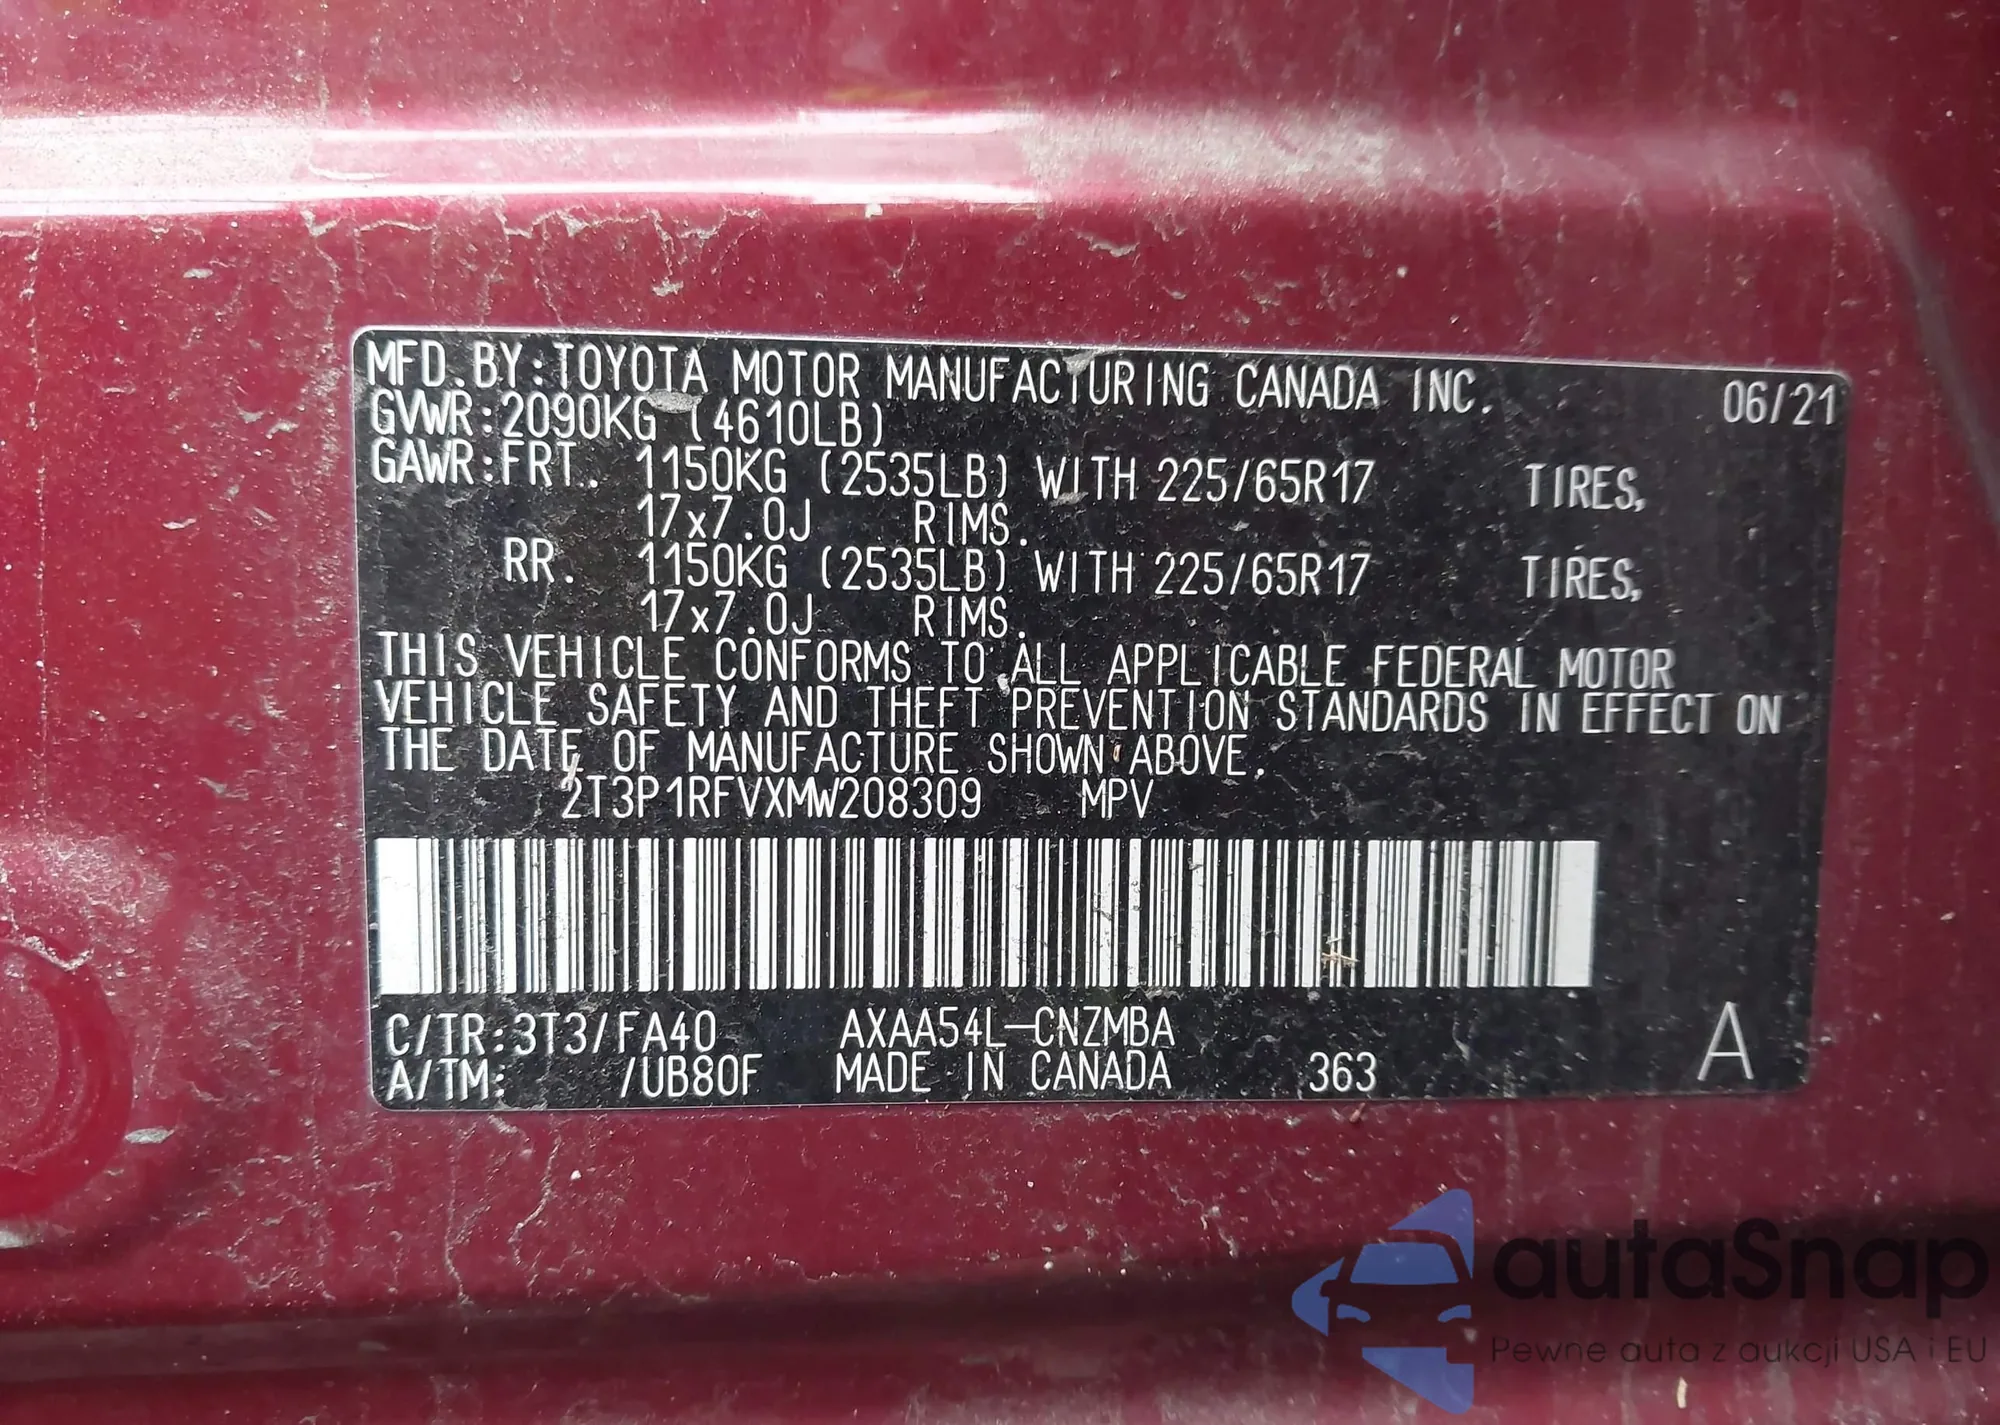 MFD. BY: TOYOTA MOTOR MANUFACTURING CANADA INC. 06/21
GVWR: 2090KG (4610LB)
GAWR: FRT. 1150KG (2535LB) WITH 225/65R17 TIRES,
17x7.0J RIMS.
RR. 1150KG (2535LB) WITH 225/65R17 TIRES,
17x7.0J RIMS.
THIS VEHICLE CONFORMS TO ALL APPLICABLE FEDERAL MOTOR
VEHICLE SAFETY AND THEFT PREVENTION STANDARDS IN EFFECT ON
THE DATE OF MANUFACTURE SHOWN ABOVE.
2T3P1RFVXMW208309 MPV
C/TR: 3T3/FA40 AXAA54L-CNZMBA
A/TM: /UB80F MADE IN CANADA 363 A
autaSnap
Pewne auta z aukcji USA i EU